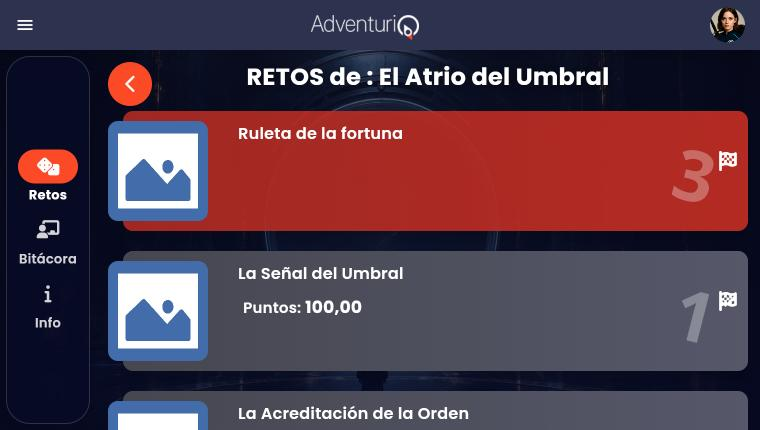 AdventuriQ
RETOS de : El Atrio del Umbral
Retos
Bitácora
Info
Ruleta de la fortuna
3
La Señal del Umbral
Puntos: 100,00
1
La Acreditación de la Orden